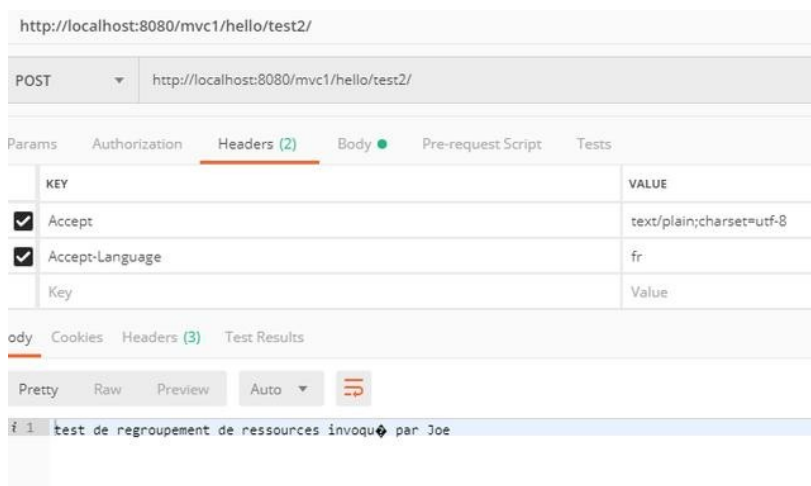 http://localhost:8080/mvc1/hello/test2/
POST http://localhost:8080/mvc1/hello/test2/
Params Authorization Headers (2) Body Pre-request Script Tests
KEY VALUE
Accept text/plain;charset=utf-8
Accept-Language fr
Key Value
ody Cookies Headers (3) Test Results
Pretty Raw Preview Auto
i 1 test de regroupement de ressources invoqu� par Joe